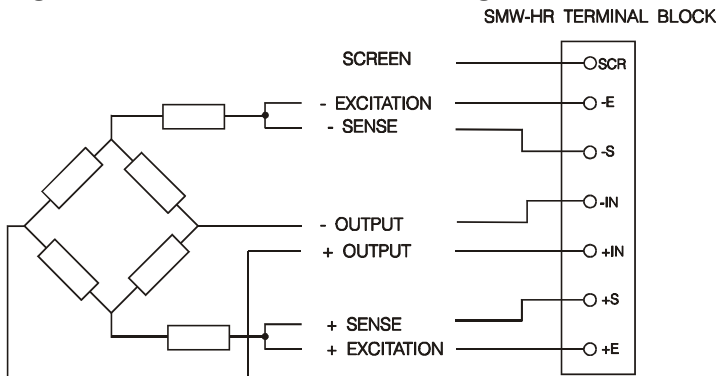 SMW-HR TERMINAL BLOCK
SCREEN
SCR
- EXCITATION
-E
- SENSE
-S
-IN
- OUTPUT
+ OUTPUT
+IN
+S
+ SENSE
+ EXCITATION
+E